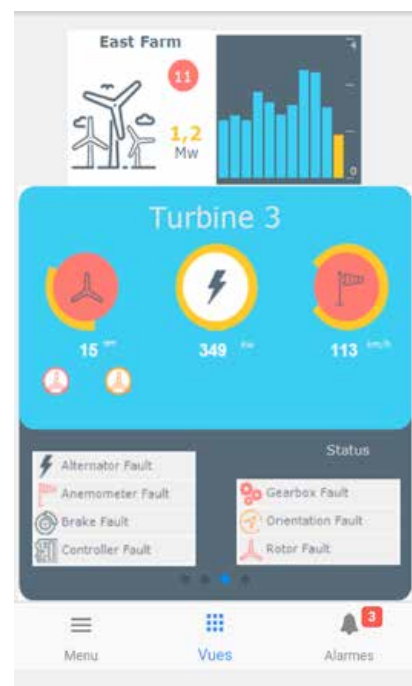 East Farm
11
1,2
Mw
4
0
Turbine 3
15
349 Kw
113 km/h
Status
Alternator Fault
Anemometer Fault
Brake Fault
Controller Fault
Gearbox Fault
Orientation Fault
Rotor Fault
3
Menu
Vues
Alarmes